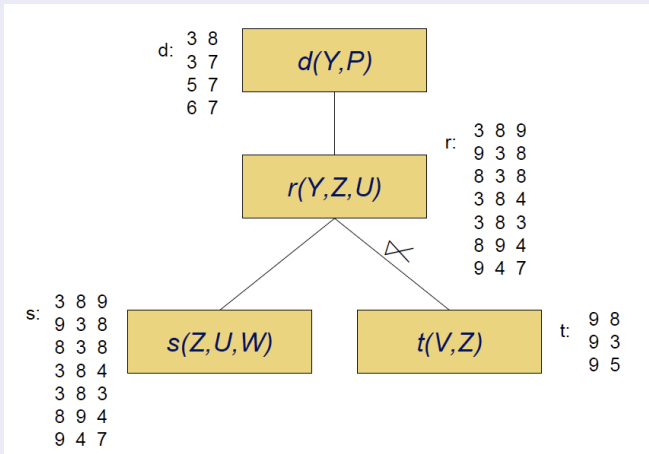 d:
3 8
3 7
5 7
6 7
d(Y,P)
r:
3 8 9
9 3 8
8 3 8
3 8 4
3 8 3
8 9 4
9 4 7
r(Y,Z,U)
s:
3 8 9
9 3 8
8 3 8
3 8 4
3 8 3
8 9 4
9 4 7
s(Z,U,W)
t(V,Z)
t:
9 8
9 3
9 5